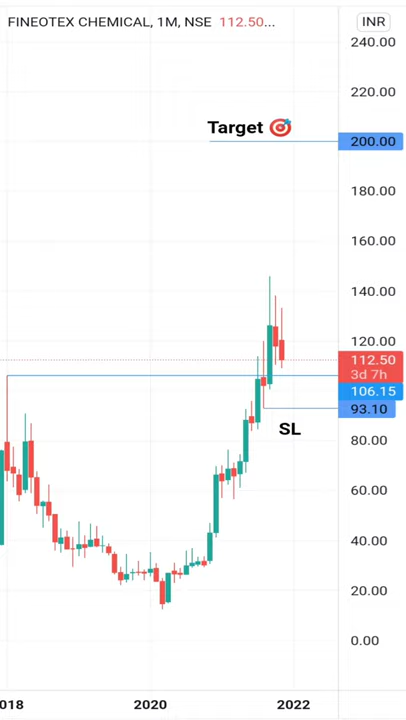 FINEOTEX CHEMICAL, 1M, NSE 112.50...
INR
240.00
220.00
Target 🎯
200.00
180.00
160.00
140.00
120.00
112.50
3d 7h
106.15
93.10
SL
80.00
60.00
40.00
20.00
0.00
2018 2020 2022